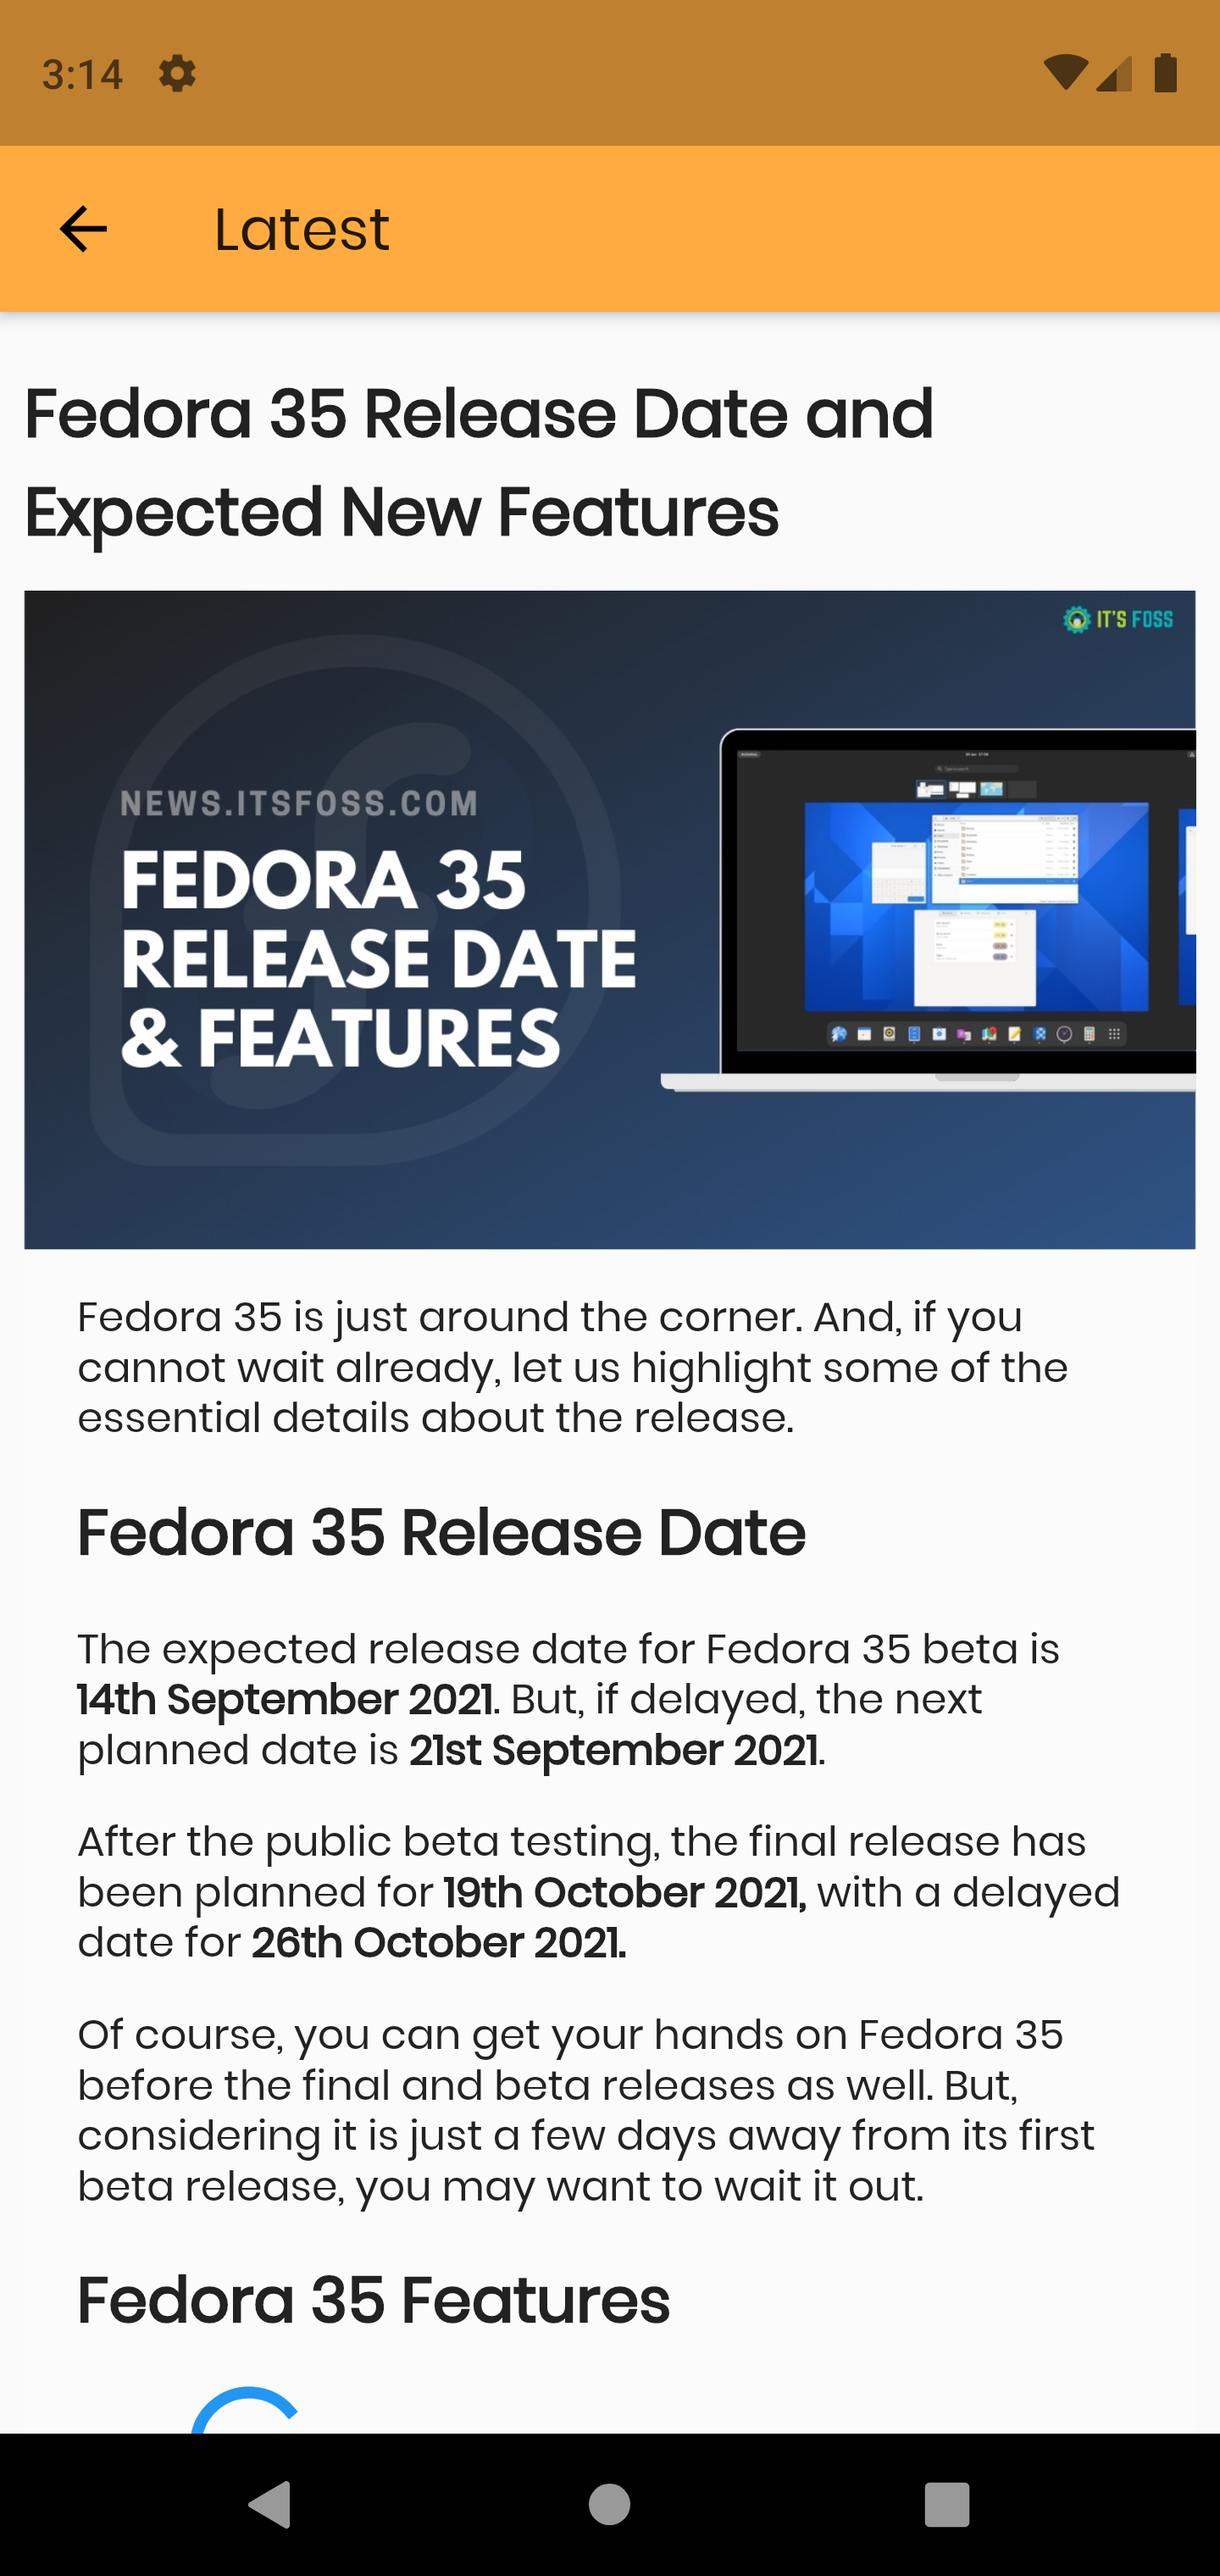 3:14
Latest
Fedora 35 Release Date and
Expected New Features
IT'S FOSS
NEWS.ITSFOSS.COM
FEDORA 35
RELEASE DATE
& FEATURES
Fedora 35 is just around the corner. And, if you
cannot wait already, let us highlight some of the
essential details about the release.
Fedora 35 Release Date
The expected release date for Fedora 35 beta is
14th September 2021. But, if delayed, the next
planned date is 21st September 2021.
After the public beta testing, the final release has
been planned for 19th October 2021, with a delayed
date for 26th October 2021.
Of course, you can get your hands on Fedora 35
before the final and beta releases as well. But,
considering it is just a few days away from its first
beta release, you may want to wait it out.
Fedora 35 Features